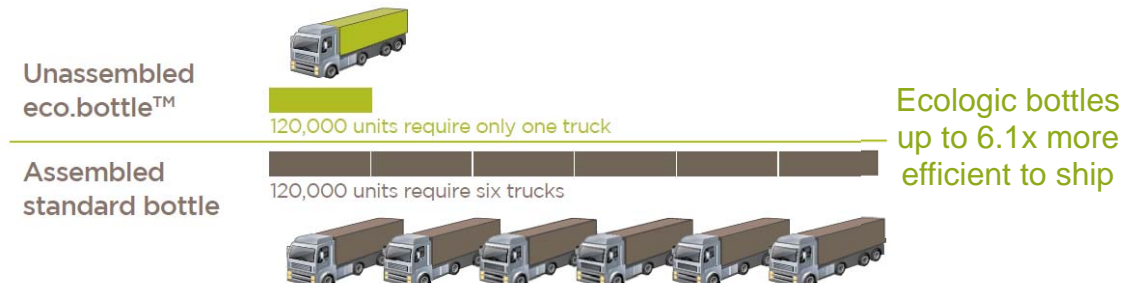 Unassembled
eco.bottle™
120,000 units require only one truck
Assembled
standard bottle
120,000 units require six trucks
Ecologic bottles
up to 6.1x more
efficient to ship